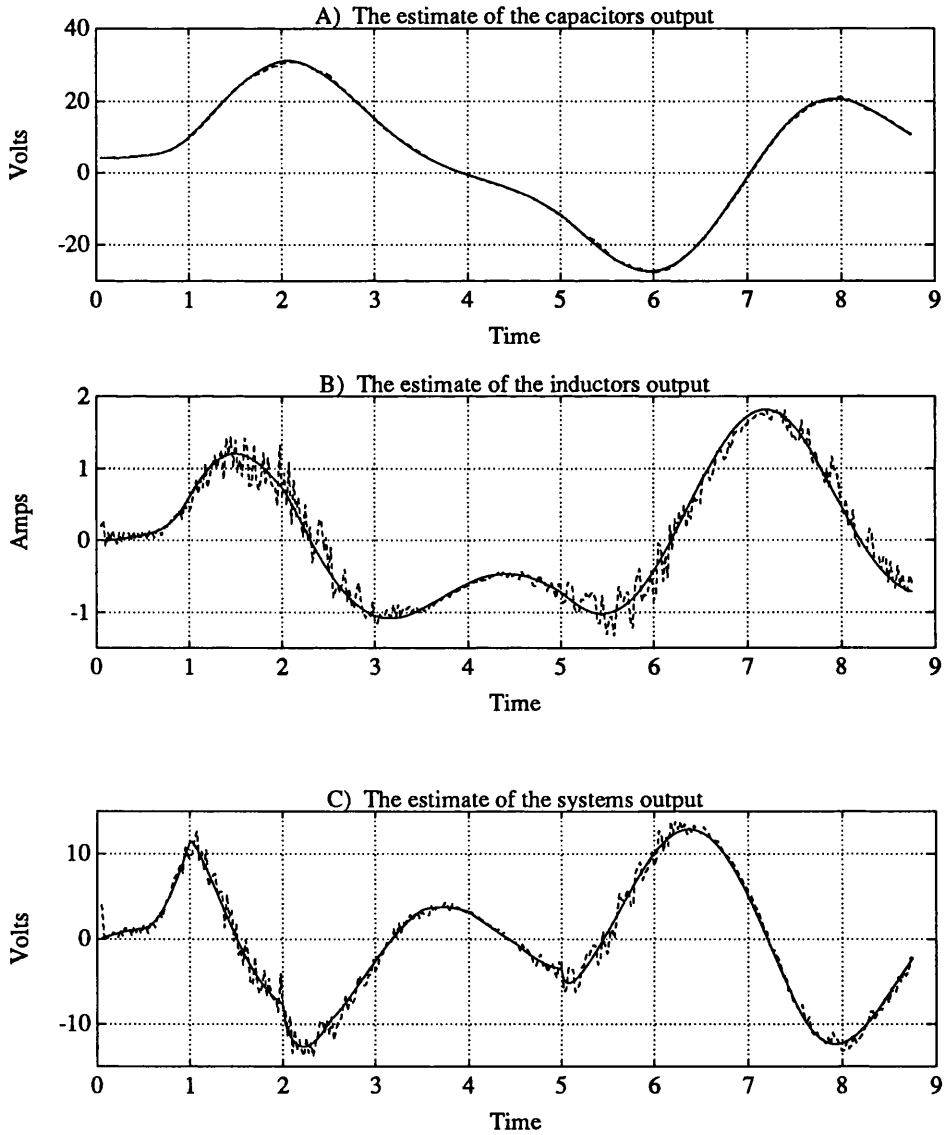 A) The estimate of the capacitors output
40
20
0
-20
Volts
0 1 2 3 4 5 6 7 8 9
Time
B) The estimate of the inductors output
2
1
0
-1
Amps
0 1 2 3 4 5 6 7 8 9
Time
C) The estimate of the systems output
10
0
-10
Volts
0 1 2 3 4 5 6 7 8 9
Time